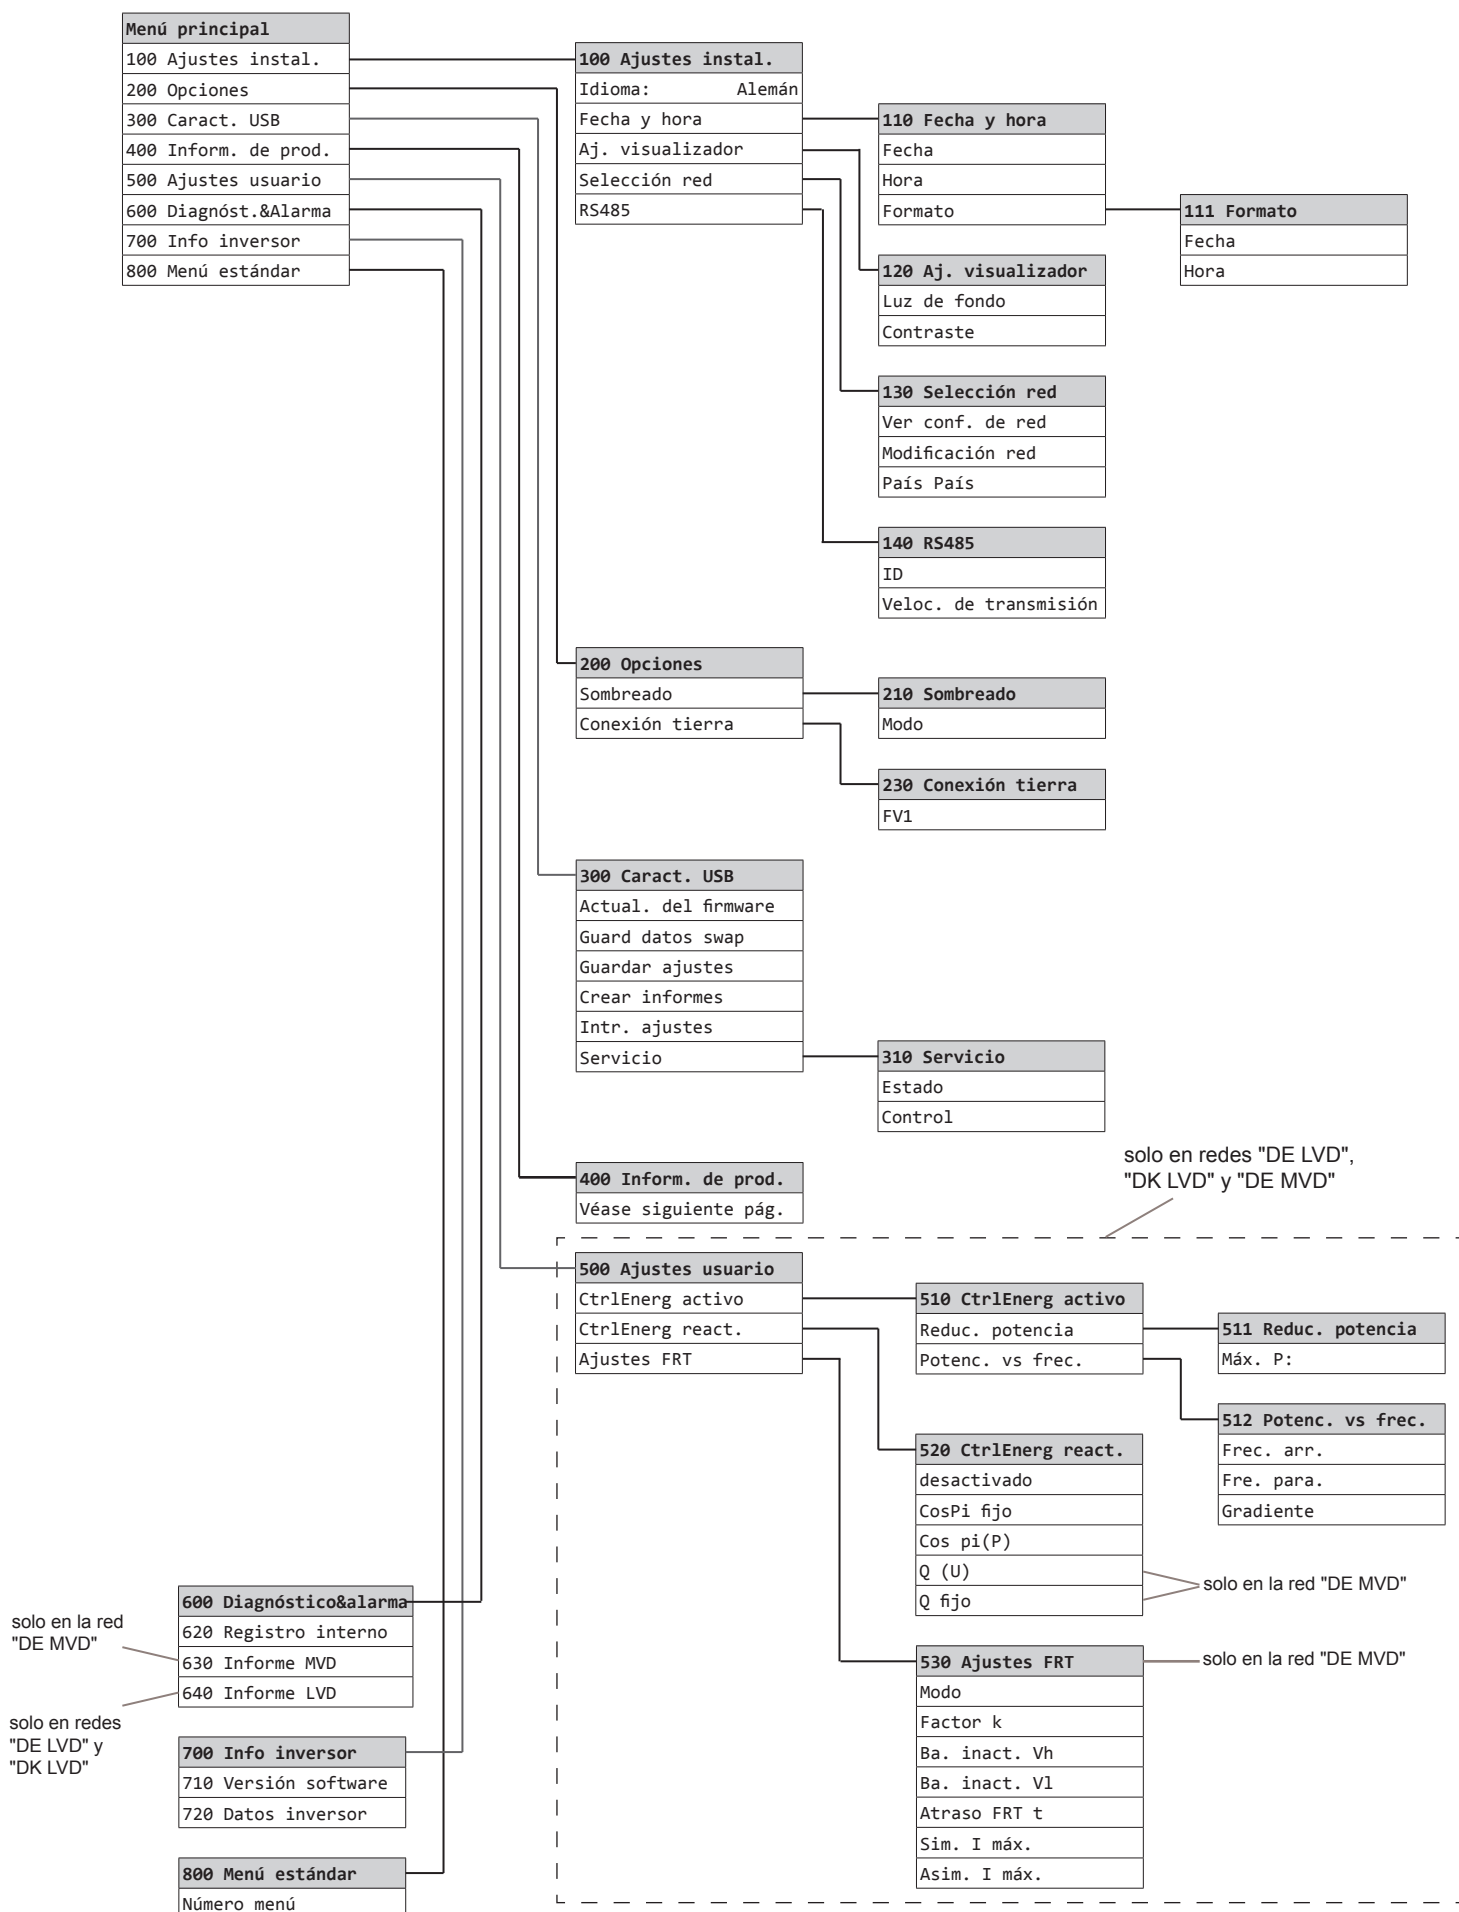 Menú principal
100 Ajustes instal.
200 Opciones
300 Caract. USB
400 Inform. de prod.
500 Ajustes usuario
600 Diagnóst.&Alarma
700 Info inversor
800 Menú estándar
100 Ajustes instal.
Idioma: Alemán
Fecha y hora
Aj. visualizador
Selección red
RS485
110 Fecha y hora
Fecha
Hora
Formato
111 Formato
Fecha
Hora
120 Aj. visualizador
Luz de fondo
Contraste
130 Selección red
Ver conf. de red
Modificación red
País País
140 RS485
ID
Veloc. de transmisión
200 Opciones
Sombreado
Conexión tierra
210 Sombreado
Modo
230 Conexión tierra
FV1
300 Caract. USB
Actual. del firmware
Guard datos swap
Guardar ajustes
Crear informes
Intr. ajustes
Servicio
310 Servicio
Estado
Control
400 Inform. de prod.
Véase siguiente pág.
solo en redes "DE LVD",
"DK LVD" y "DE MVD"
500 Ajustes usuario
CtrlEnerg activo
CtrlEnerg react.
Ajustes FRT
510 CtrlEnerg activo
Reduc. potencia
Potenc. vs frec.
511 Reduc. potencia
Máx. P:
512 Potenc. vs frec.
Frec. arr.
Fre. para.
Gradiente
520 CtrlEnerg react.
desactivado
CosPi fijo
Cos pi(P)
Q (U)
Q fijo
solo en la red "DE MVD"
530 Ajustes FRT
Modo
Factor k
Ba. inact. Vh
Ba. inact. Vl
Atraso FRT t
Sim. I máx.
Asim. I máx.
solo en la red "DE MVD"
600 Diagnóstico&alarma
620 Registro interno
630 Informe MVD
640 Informe LVD
solo en la red
"DE MVD"
solo en redes
"DE LVD" y
"DK LVD"
700 Info inversor
710 Versión software
720 Datos inversor
800 Menú estándar
Número menú